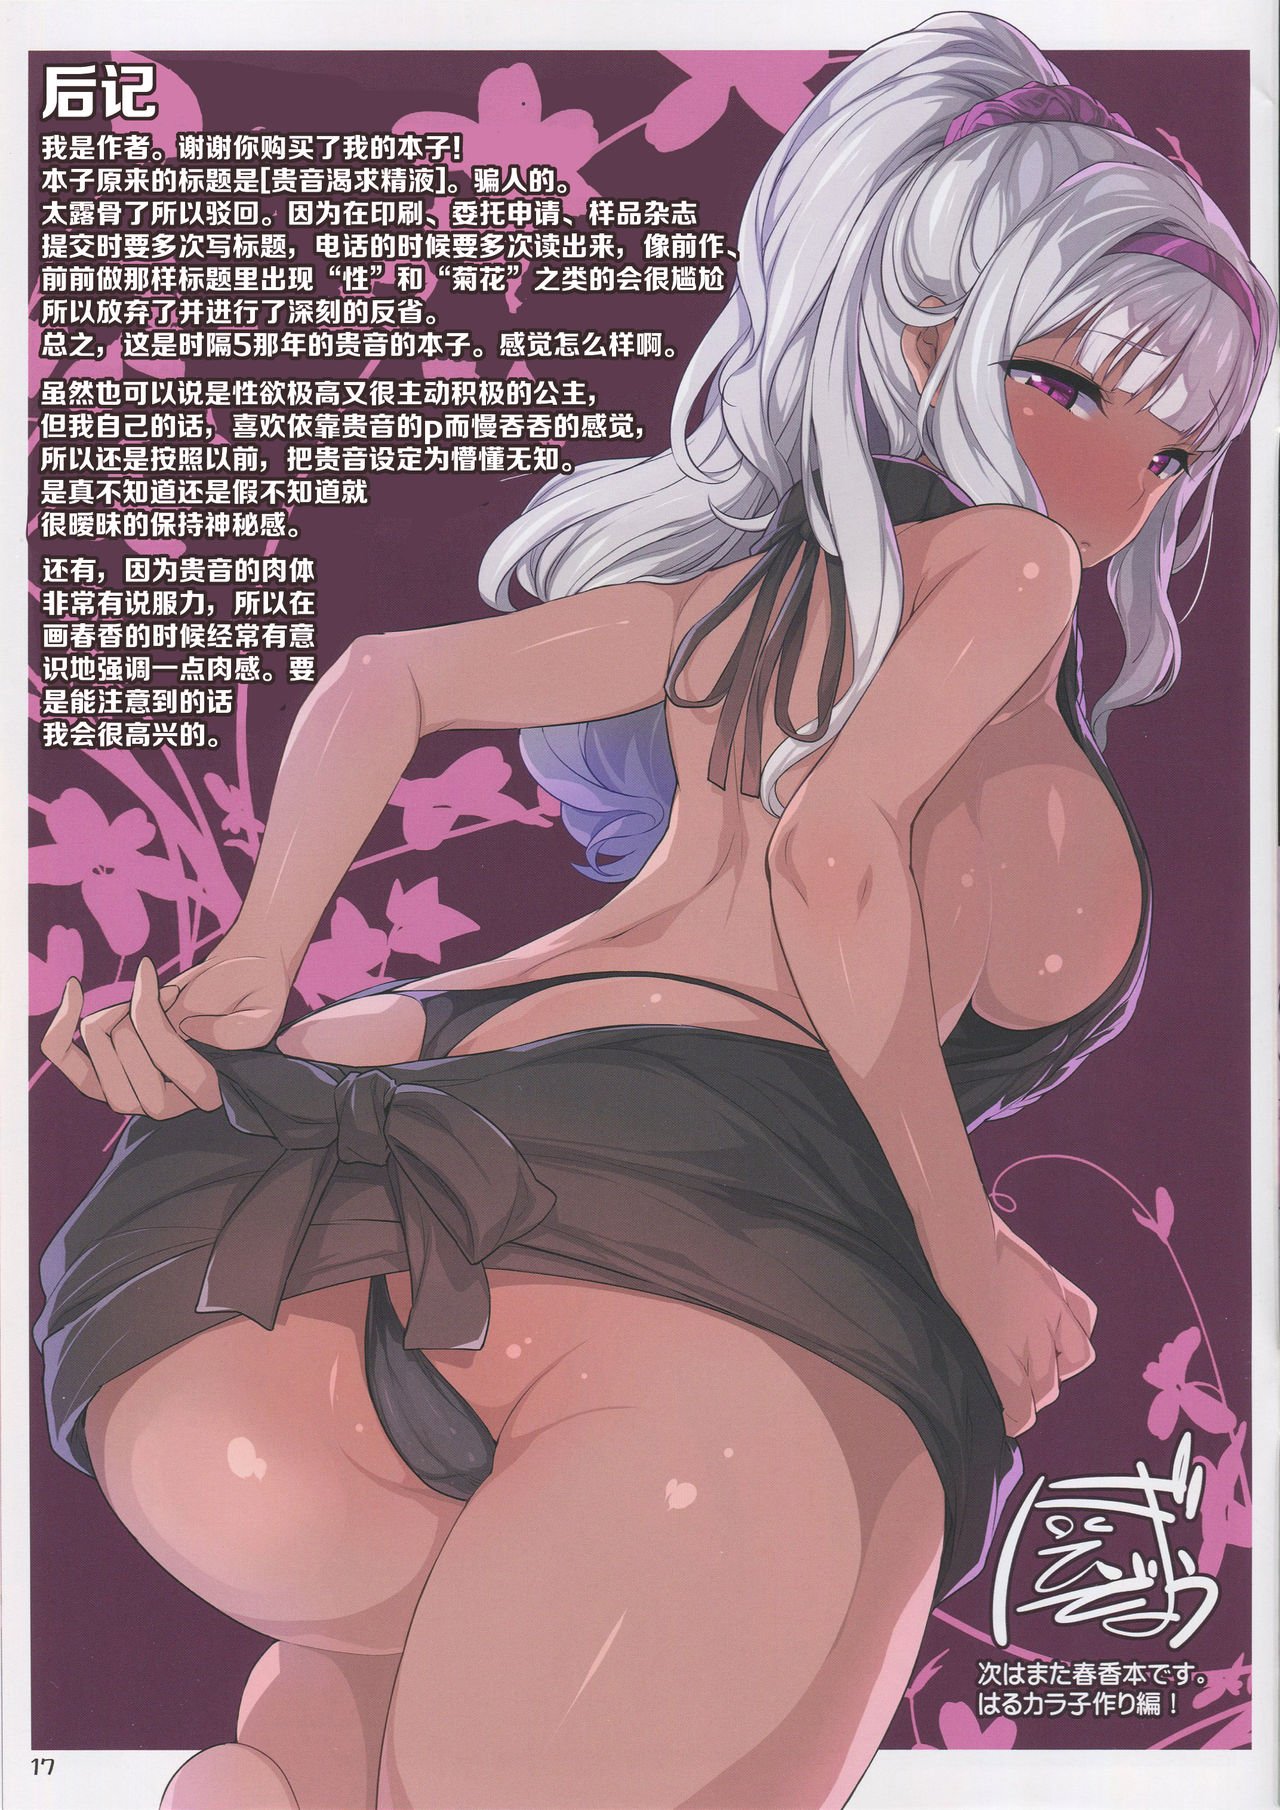 后记
我是作者。谢谢你购买了我的本子!
本子原来的标题是[贵音渴求精液]。骗人的。
太露骨了所以驳回。因为在印刷、委托申请、样品杂志
提交时要多次写标题，电话的时候要多次读出来，像前作、
前前做那样标题里出现“性”和“菊花”之类的会很尴尬
所以放弃了并进行了深刻的反省。
总之，这是时隔5那年的贵音的本子。感觉怎么样啊。
虽然也可以说是性欲极高又很主动积极的公主，
但我自己的话，喜欢依靠贵音的p而慢吞吞的感觉，
所以还是按照以前，把贵音设定为懵懂无知。
是真不知道还是假不知道就
很暧昧的保持神秘感。
还有，因为贵音的肉体
非常有说服力，所以在
画春香的时候经常有意
识地强调一点肉感。要
是能注意到的话
我会很高兴的。
次はまた春香本です。
はるカラ子作り編！
17